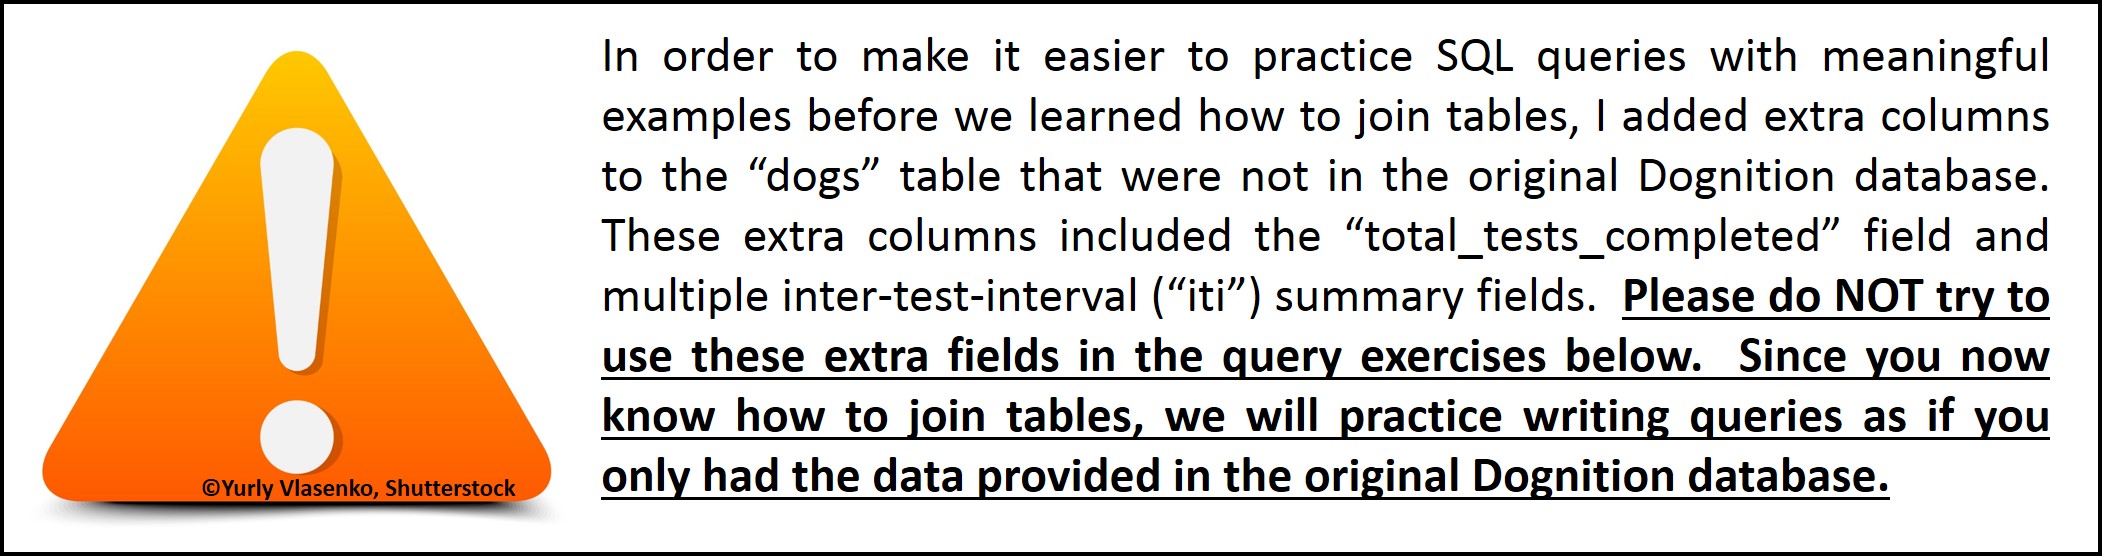 In order to make it easier to practice SQL queries with meaningful
examples before we learned how to join tables, I added extra columns
to the “dogs” table that were not in the original Dognition database.
These extra columns included the “total_tests_completed” field and
multiple inter-test-interval (“iti”) summary fields.  Please do NOT try to
use these extra fields in the query exercises below.  Since you now
know how to join tables, we will practice writing queries as if you
only had the data provided in the original Dognition database.
©Yurly Vlasenko, Shutterstock